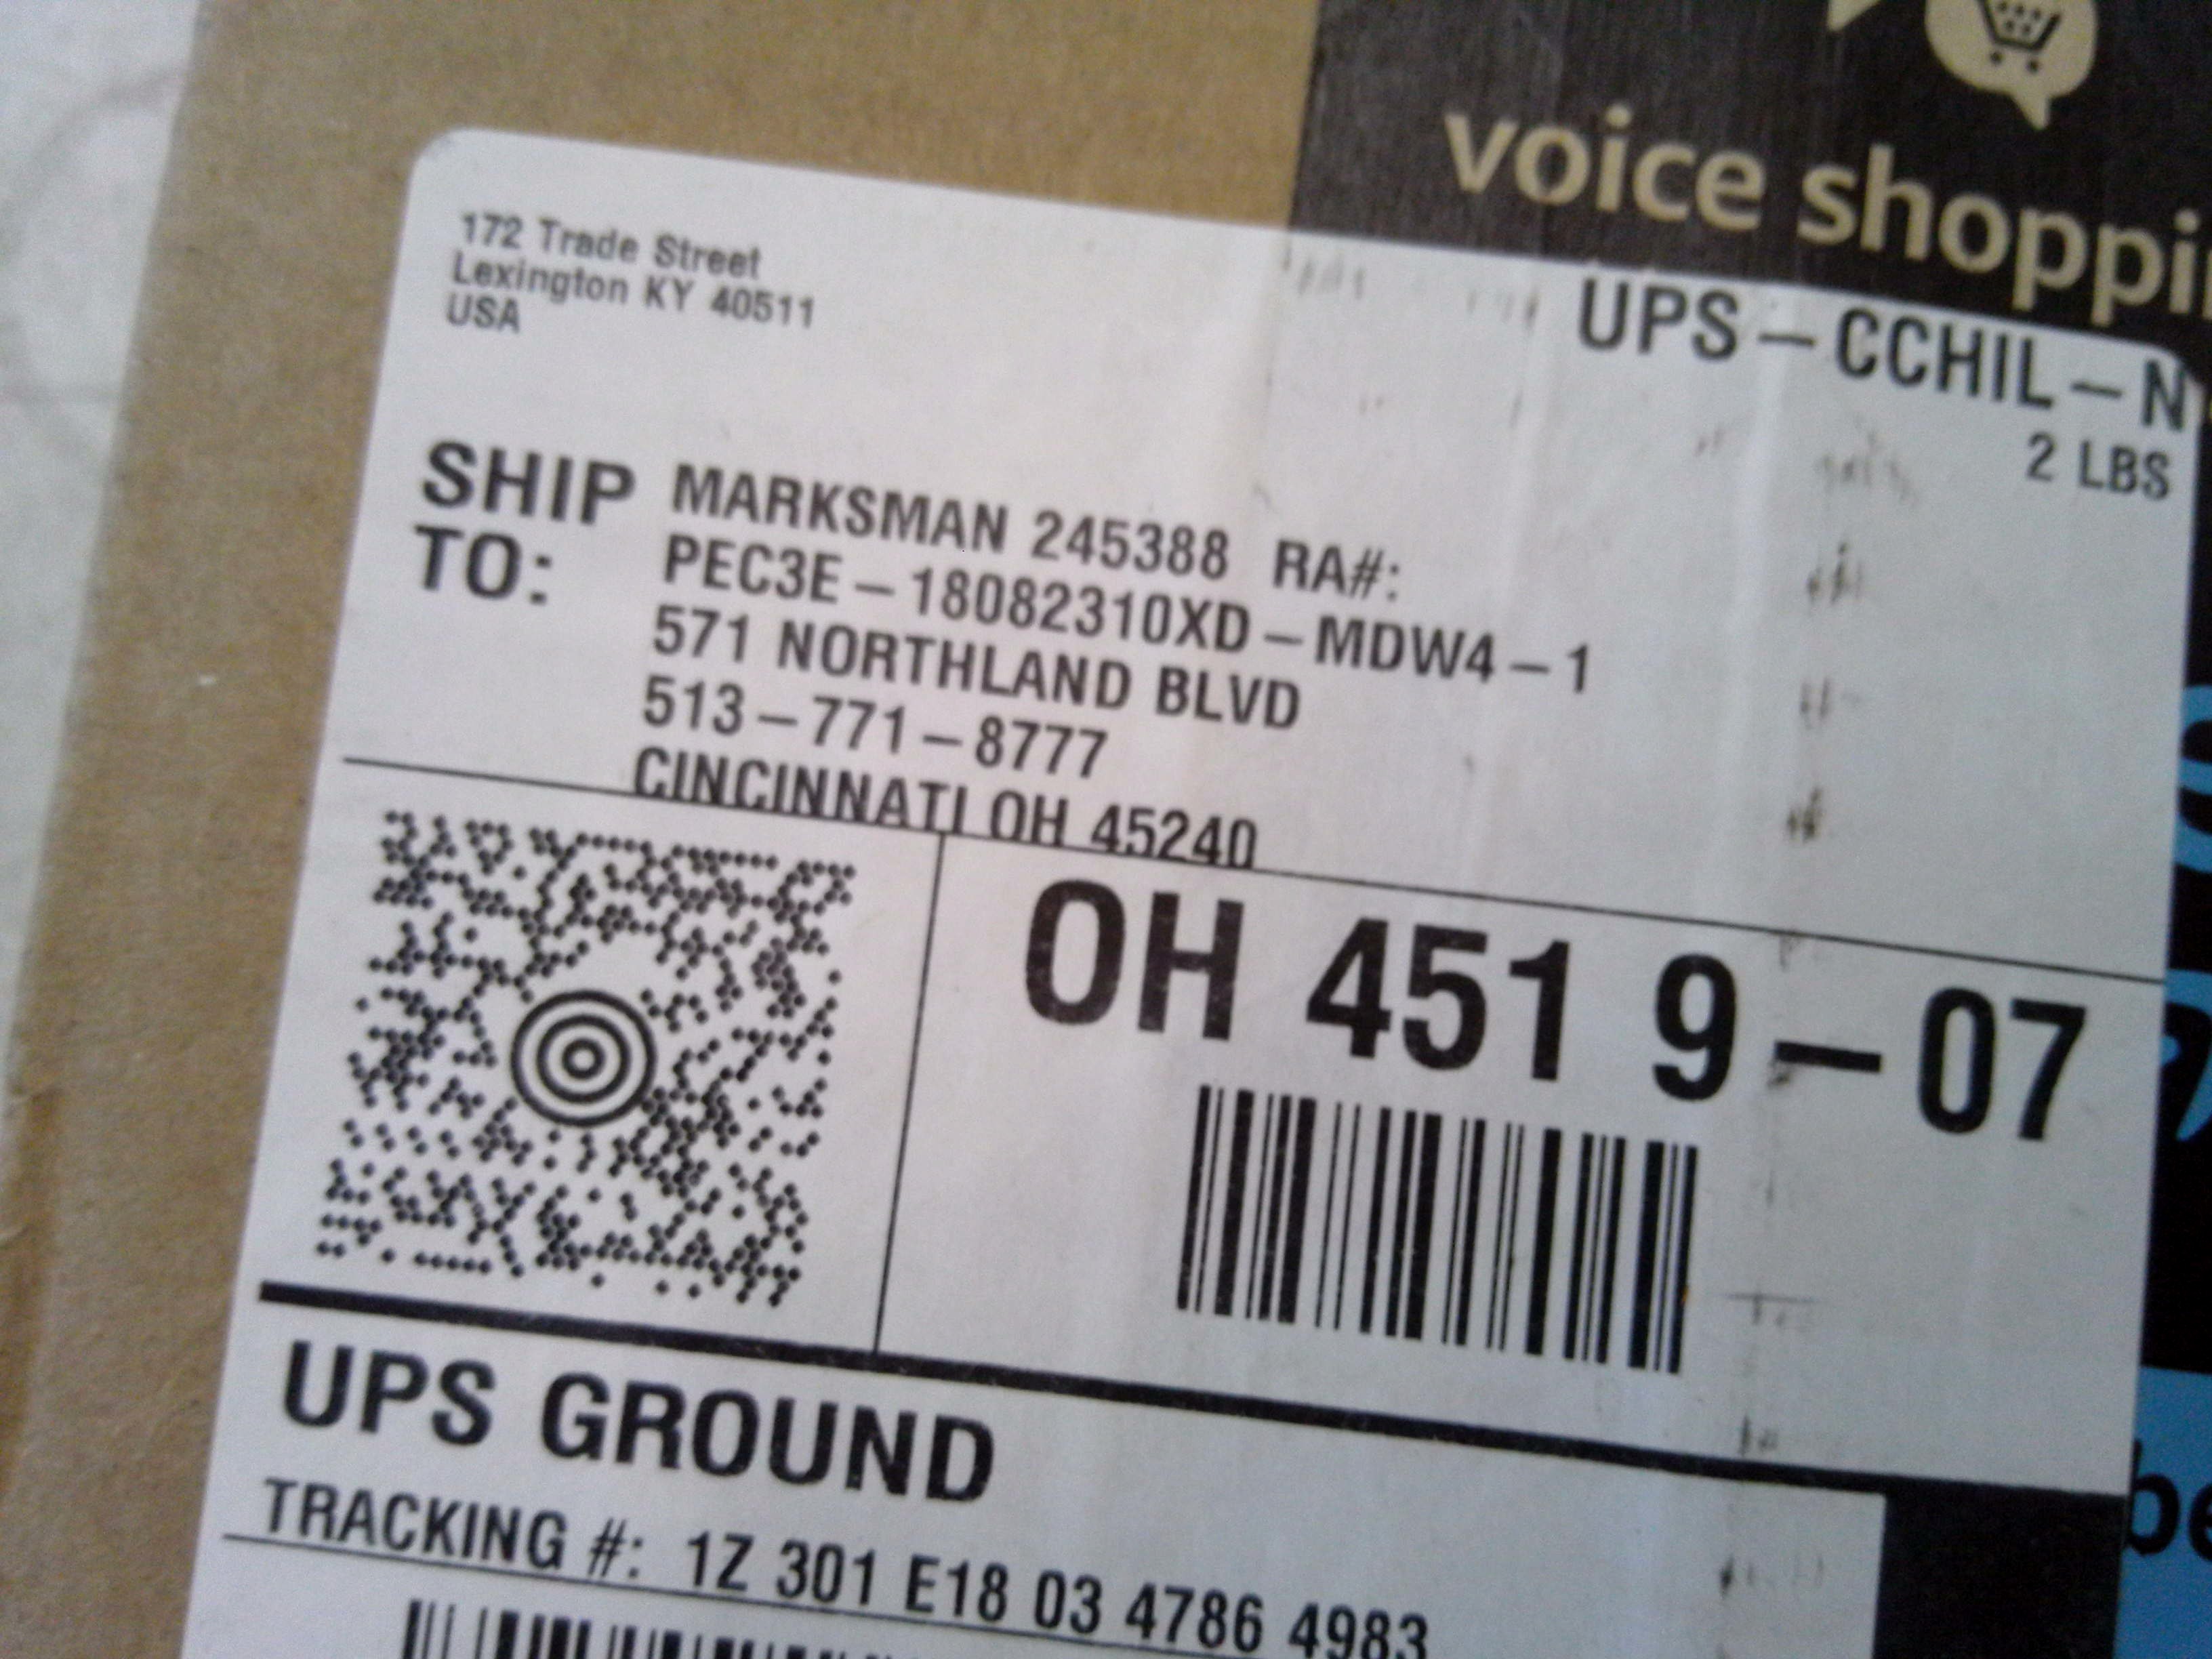 voice shoppi
172 Trade Street
Lexington KY 40511
USA
UPS – CCHIL – N
2 LBS
SHIP TO:
MARKSMAN 245388 RA#:
PEC3E – 18082310XD – MDW4 – 1
571 NORTHLAND BLVD
513 – 771 – 8777
CINCINNATI OH 45240
OH 451 9 – 07
UPS GROUND
TRACKING #: 1Z 301 E18 03 4786 4983
be